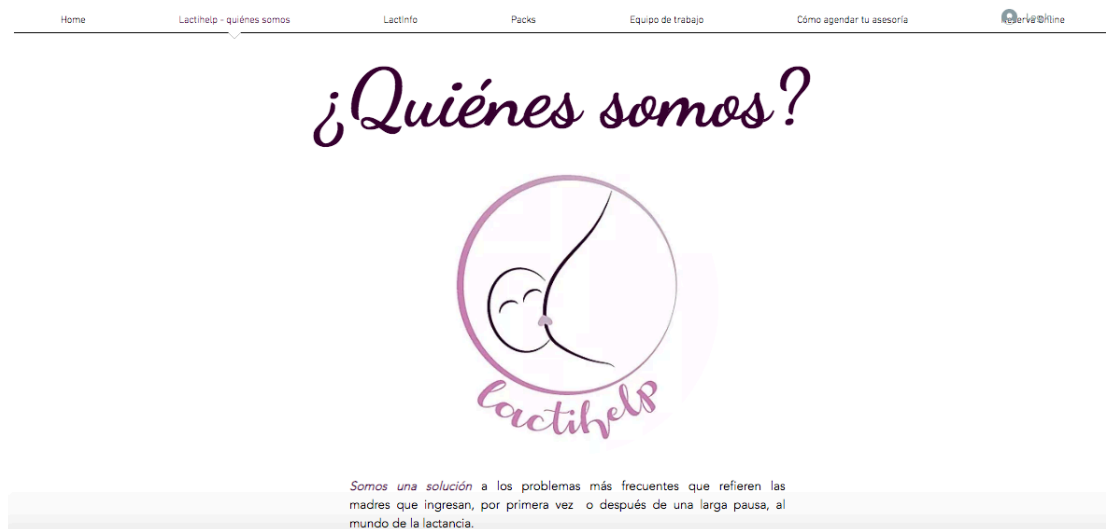 Home
Lactihelp - quiénes somos
LactInfo
Packs
Equipo de trabajo
Cómo agendar tu asesoría
Reserva Online
¿Quiénes somos?
lactihelp
Somos una solución a los problemas más frecuentes que refieren las
madres que ingresan, por primera vez o después de una larga pausa, al
mundo de la lactancia.